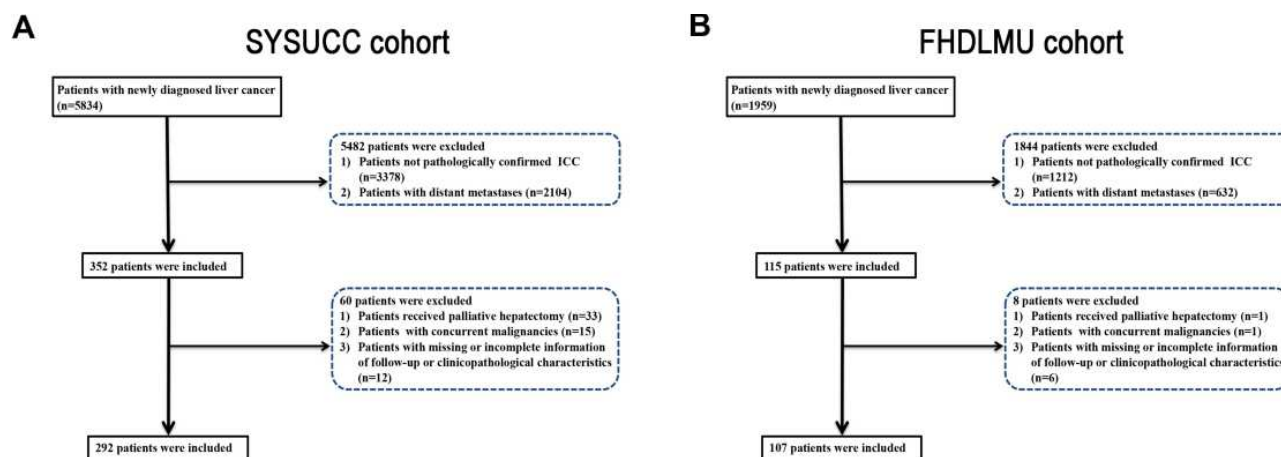 A
SYSUCC cohort
Patients with newly diagnosed liver cancer
(n=5834)
5482 patients were excluded
1) Patients not pathologically confirmed ICC
(n=3378)
2) Patients with distant metastases (n=2104)
352 patients were included
60 patients were excluded
1) Patients received palliative hepatectomy (n=33)
2) Patients with concurrent malignancies (n=15)
3) Patients with missing or incomplete information
of follow-up or clinicopathological characteristics
(n=12)
292 patients were included
B
FHDLMU cohort
Patients with newly diagnosed liver cancer
(n=1959)
1844 patients were excluded
1) Patients not pathologically confirmed ICC
(n=1212)
2) Patients with distant metastases (n=632)
115 patients were included
8 patients were excluded
1) Patients received palliative hepatectomy (n=1)
2) Patients with concurrent malignancies (n=1)
3) Patients with missing or incomplete information
of follow-up or clinicopathological characteristics
(n=6)
107 patients were included